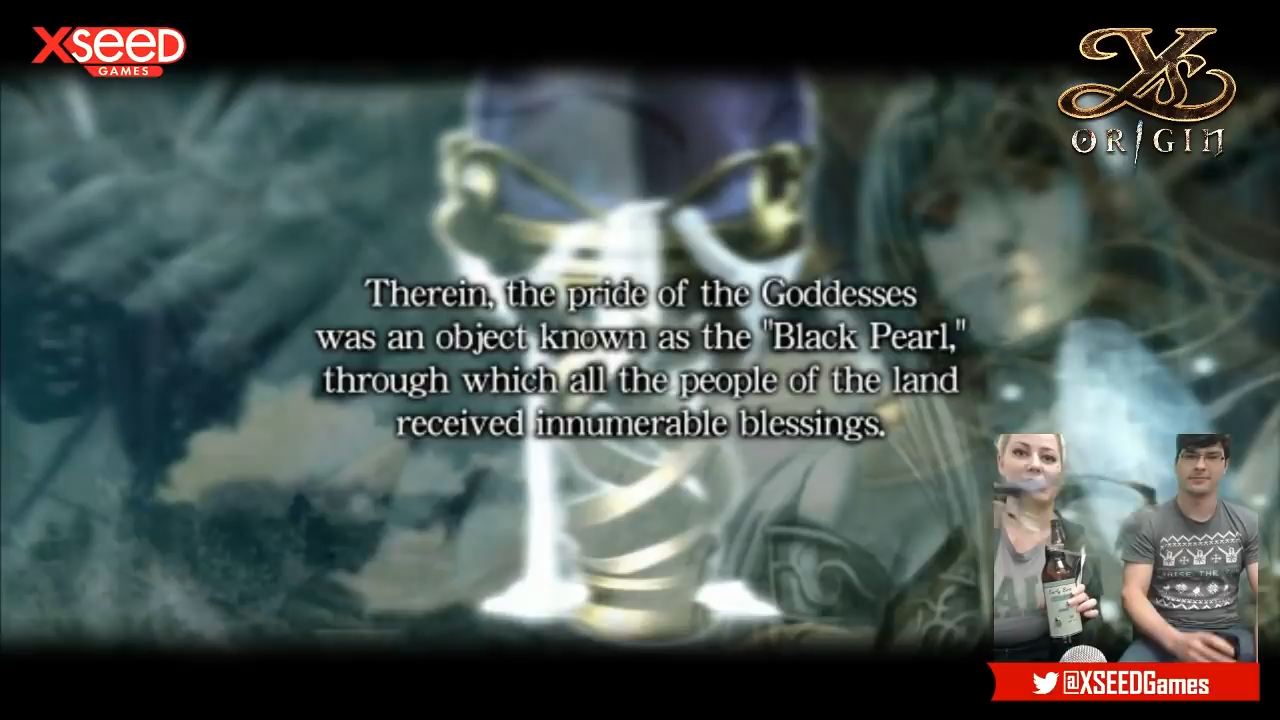 XSEED
GAMES
Ys
ORIGIN
Therein, the pride of the Goddesses
was an object known as the "Black Pearl,"
through which all the people of the land
received innumerable blessings.
@XSEEDGames